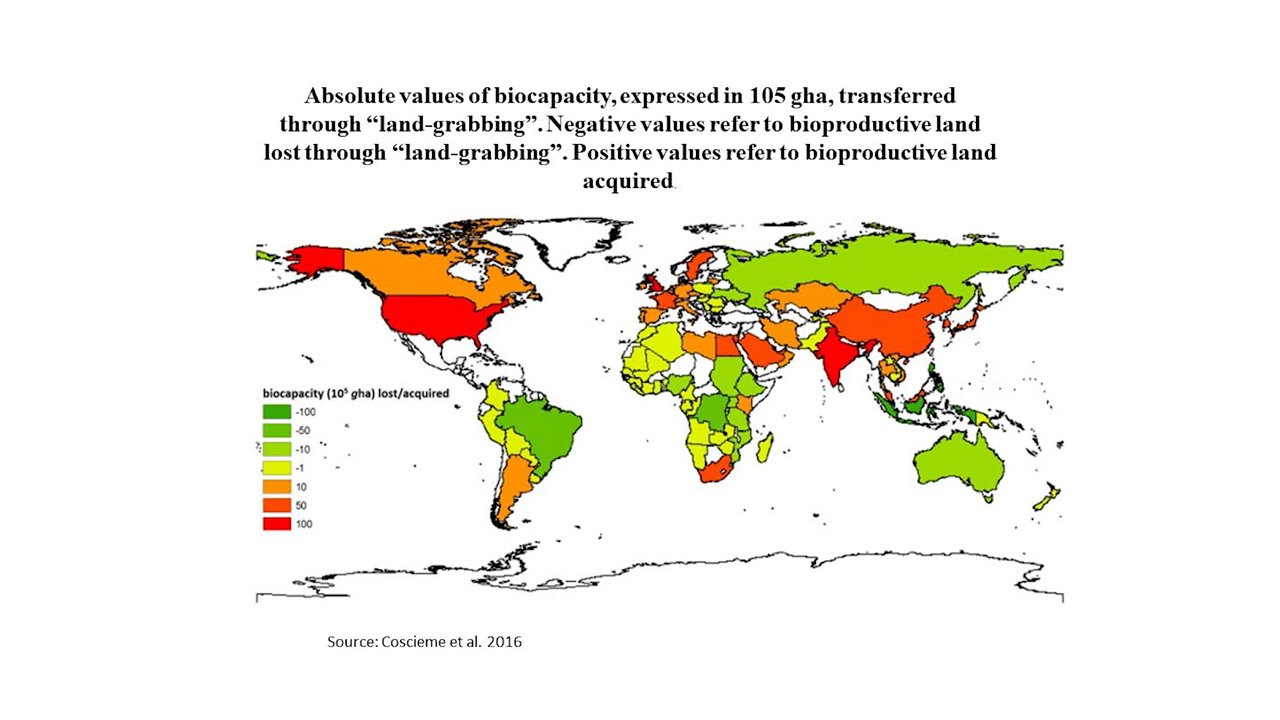 Absolute values of biocapacity, expressed in 105 gha, transferred
through “land-grabbing”. Negative values refer to bioproductive land
lost through “land-grabbing”. Positive values refer to bioproductive land
acquired.
biocapacity (10⁵ gha) lost/acquired
-100
-50
-10
-1
10
50
100
Source: Coscieme et al. 2016